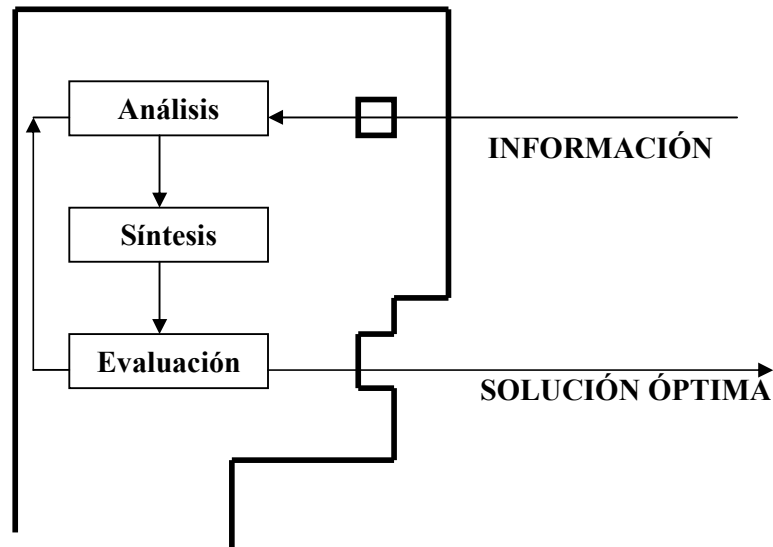 Análisis
INFORMACIÓN
Síntesis
Evaluación
SOLUCIÓN ÓPTIMA